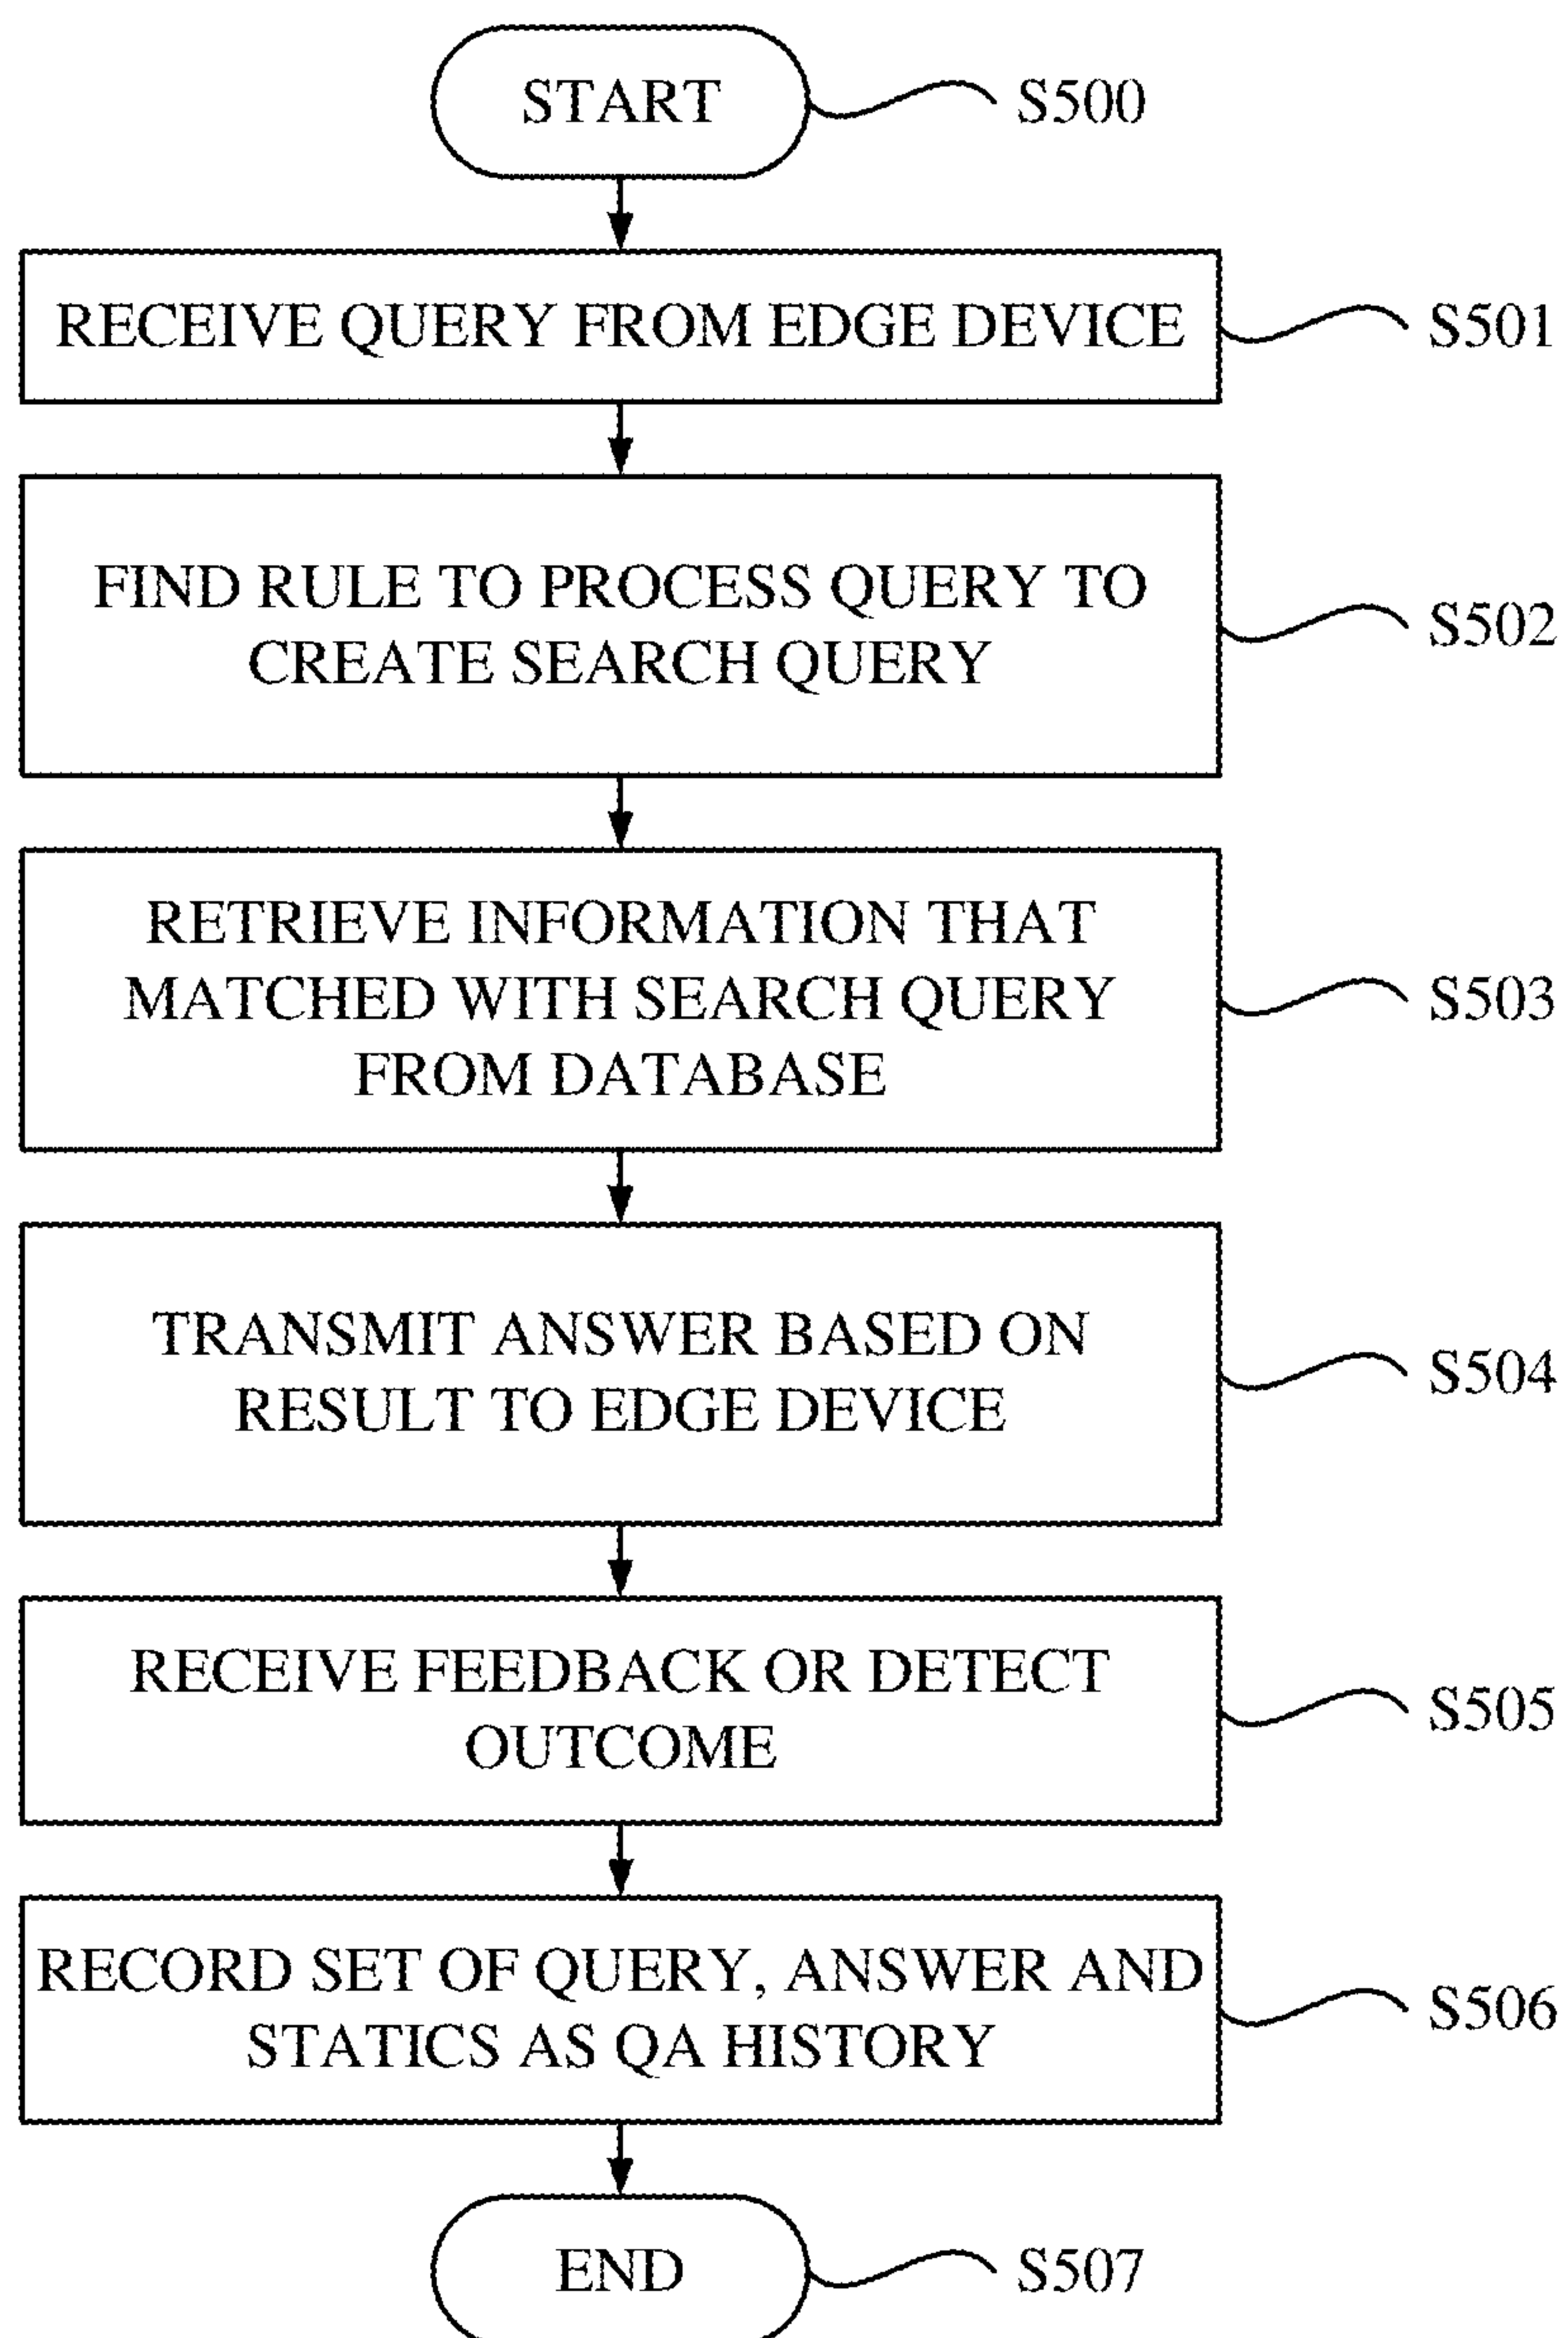 START
S500
RECEIVE QUERY FROM EDGE DEVICE
S501
FIND RULE TO PROCESS QUERY TO
CREATE SEARCH QUERY
S502
RETRIEVE INFORMATION THAT
MATCHED WITH SEARCH QUERY
FROM DATABASE
S503
TRANSMIT ANSWER BASED ON
RESULT TO EDGE DEVICE
S504
RECEIVE FEEDBACK OR DETECT
OUTCOME
S505
RECORD SET OF QUERY, ANSWER AND
STATICS AS QA HISTORY
S506
END
S507